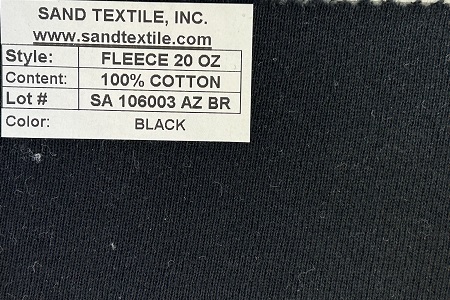 SAND TEXTILE, INC.
www.sandtextile.com
Style: FLEECE 20 OZ
Content: 100% COTTON
Lot # SA 106003 AZ BR
Color: BLACK